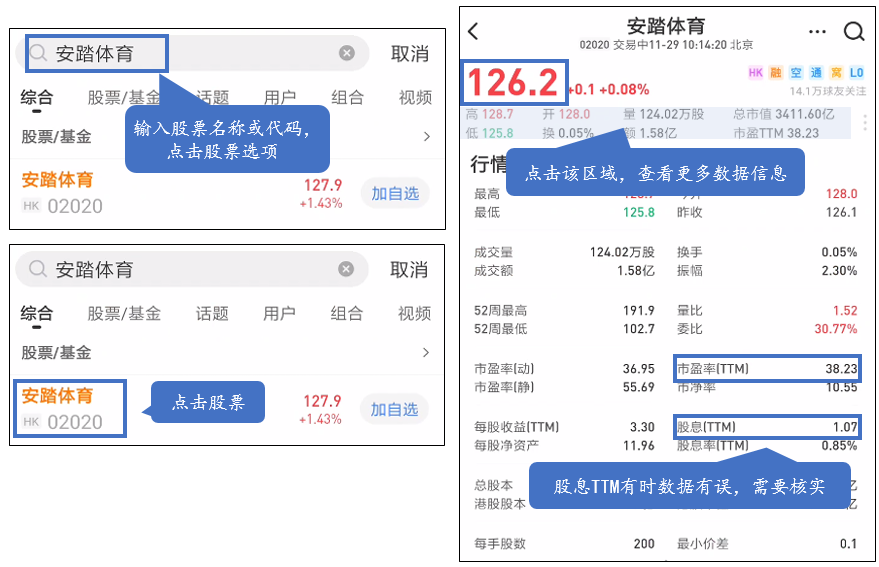 安踏体育
取消
综合 股票/基金 话题 用户 组合 视频
输入股票名称或代码，
点击股票选项
股票/基金
安踏体育
HK 02020
127.9
+1.43%
加自选
安踏体育
取消
综合 股票/基金 话题 用户 组合 视频
股票/基金
安踏体育
HK 02020
点击股票
127.9
+1.43%
加自选
安踏体育
02020 交易中11-29 10:14:20 北京
126.2 +0.1 +0.08%
HK 融 空 通 窝 L0
14.1万球友关注
高 128.7 开 128.0 量 124.02万股 总市值 3411.60亿
低 125.8 换 0.05% 额 1.58亿 市盈TTM 38.23
行情
点击该区域，查看更多数据信息
最高 128.0
最低 125.8 昨收 126.1
成交量 124.02万股 换手 0.05%
成交额 1.58亿 振幅 2.30%
52周最高 191.9 量比 1.52
52周最低 102.7 委比 30.77%
市盈率(动) 36.95 市盈率(TTM) 38.23
市盈率(静) 55.69 市净率 10.55
每股收益(TTM) 3.30 股息(TTM) 1.07
每股净资产 11.96 股息率(TTM) 0.85%
股息TTM有时数据有误，需要核实
总股本 亿
港股股本 亿
每手股数 200 最小价差 0.1